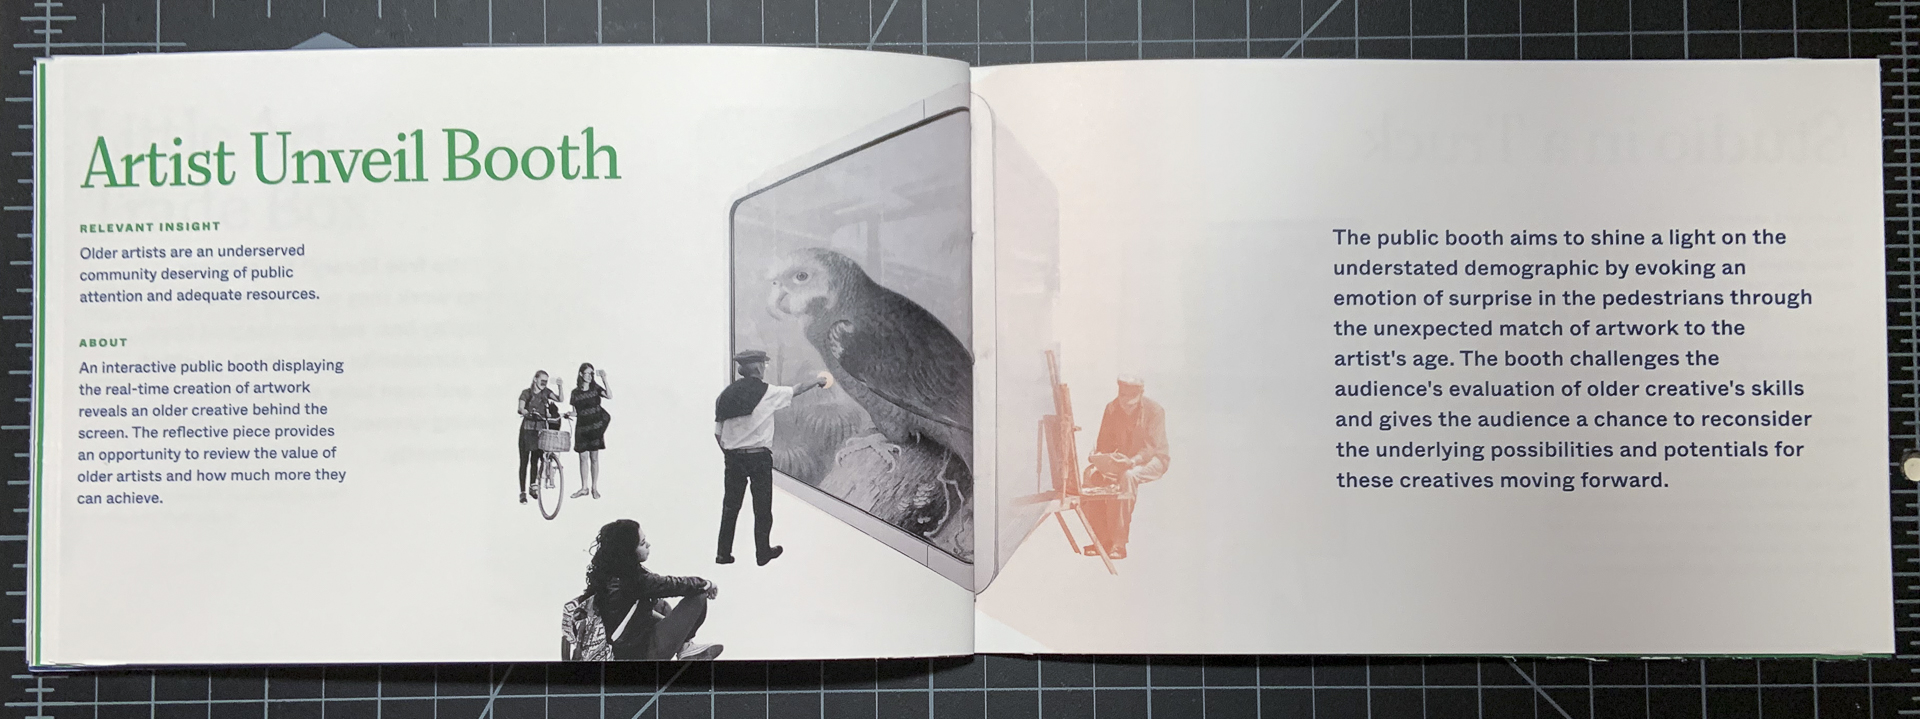 Artist Unveil Booth
RELEVANT INSIGHT
Older artists are an underserved
community deserving of public
attention and adequate resources.
ABOUT
An interactive public booth displaying
the real-time creation of artwork
reveals an older creative behind the
screen. The reflective piece provides
an opportunity to review the value of
older artists and how much more they
can achieve.
The public booth aims to shine a light on the
understated demographic by evoking an
emotion of surprise in the pedestrians through
the unexpected match of artwork to the
artist's age. The booth challenges the
audience's evaluation of older creative's skills
and gives the audience a chance to reconsider
the underlying possibilities and potentials for
these creatives moving forward.